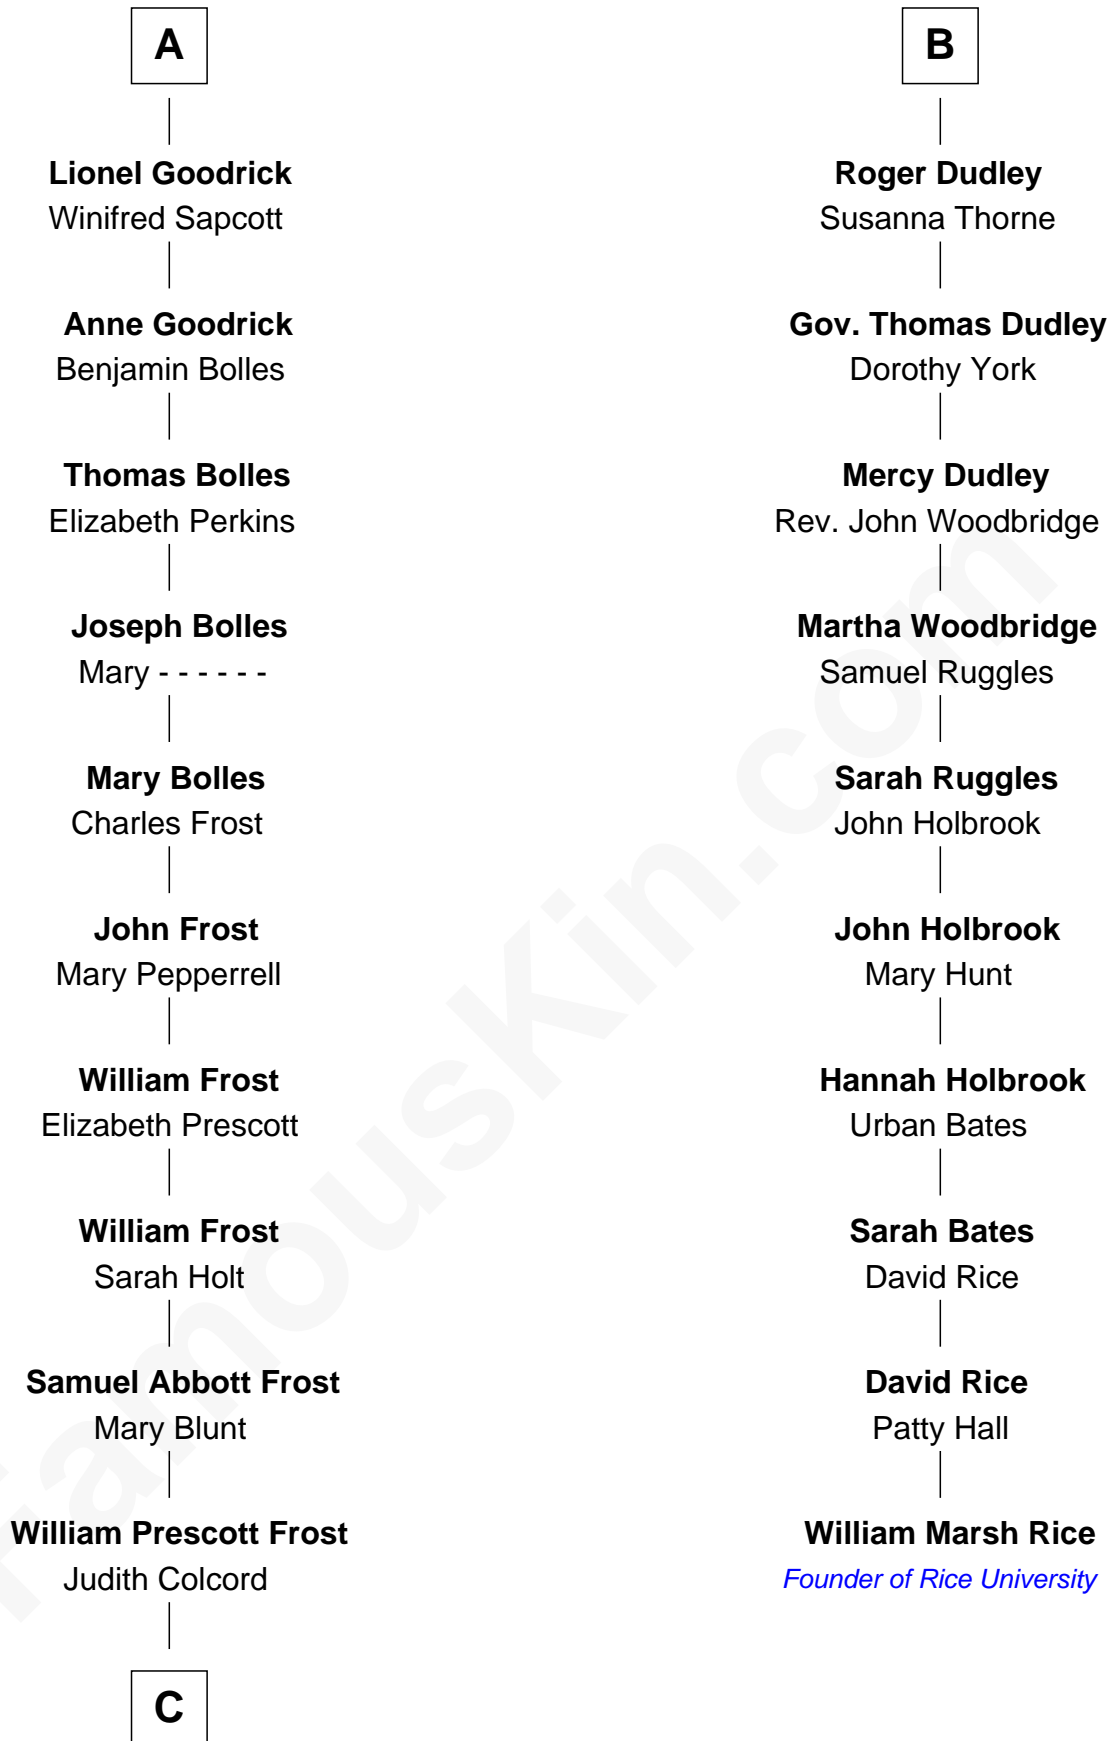 A
Lionel Goodrick
Winifred Sapcott
Anne Goodrick
Benjamin Bolles
Thomas Bolles
Elizabeth Perkins
Joseph Bolles
Mary - - - - - -
Mary Bolles
Charles Frost
John Frost
Mary Pepperrell
William Frost
Elizabeth Prescott
William Frost
Sarah Holt
Samuel Abbott Frost
Mary Blunt
William Prescott Frost
Judith Colcord
C
B
Roger Dudley
Susanna Thorne
Gov. Thomas Dudley
Dorothy York
Mercy Dudley
Rev. John Woodbridge
Martha Woodbridge
Samuel Ruggles
Sarah Ruggles
John Holbrook
John Holbrook
Mary Hunt
Hannah Holbrook
Urban Bates
Sarah Bates
David Rice
David Rice
Patty Hall
William Marsh Rice
Founder of Rice University
FamousKin.com